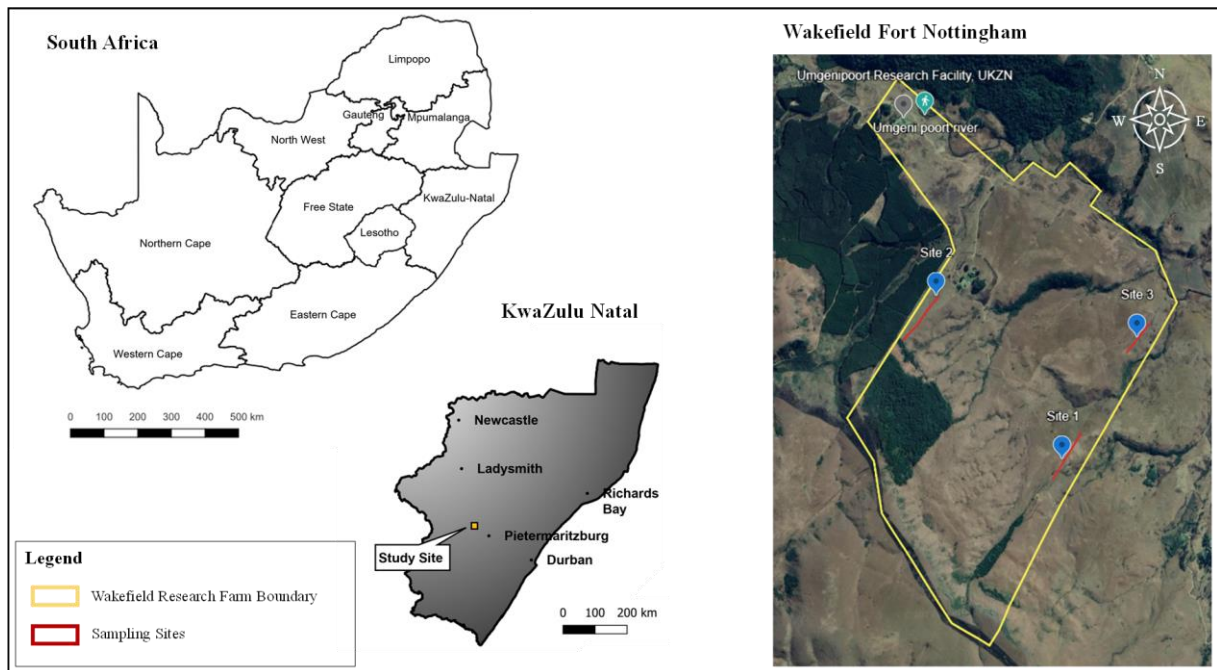 South Africa
Limpopo
Gauteng
Mpumalanga
North West
Free State
KwaZulu-Natal
Lesotho
Northern Cape
Eastern Cape
Western Cape
0 100 200 300 400 500 km
KwaZulu Natal
Newcastle
Ladysmith
Richards
Bay
Pietermaritzburg
Study Site
Durban
0 100 200 km
Legend
Wakefield Research Farm Boundary
Sampling Sites
Wakefield Fort Nottingham
Umgenipoort Research Facility, UKZN
Umgeni poort river
N
W
E
S
Site 2
Site 3
Site 1